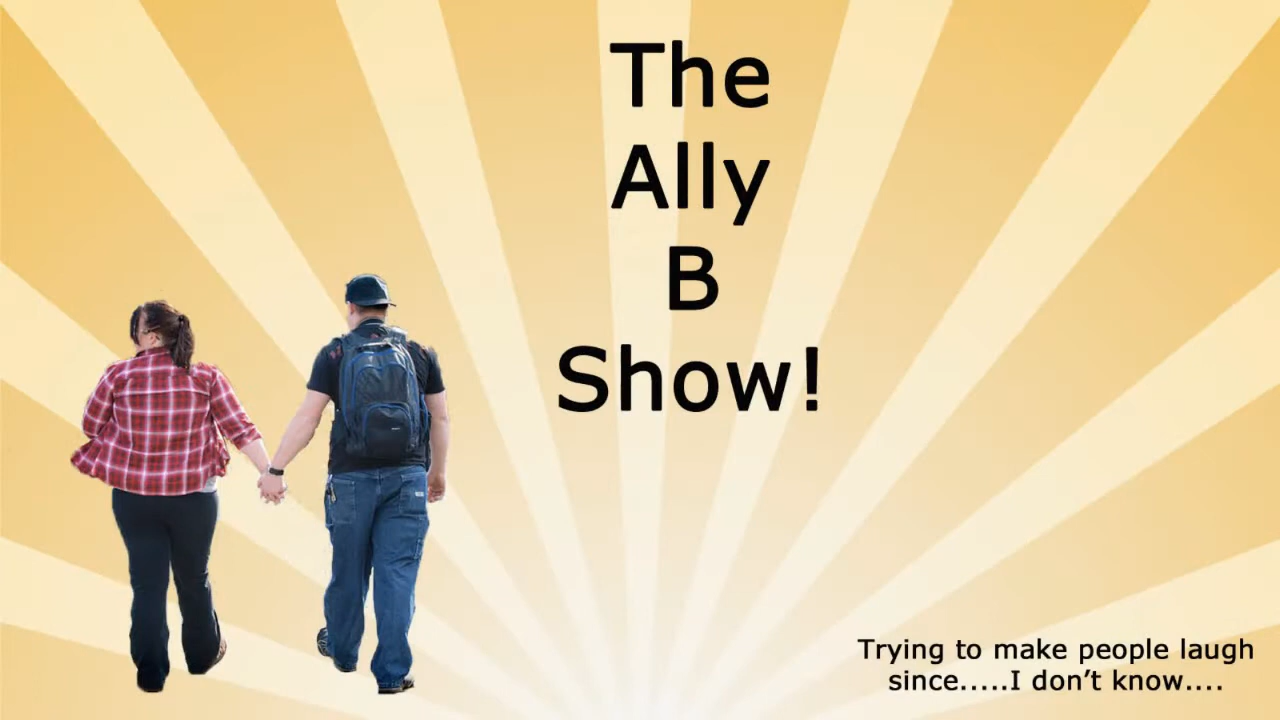 The
Ally
B
Show!
Trying to make people laugh
since.....I don’t know....